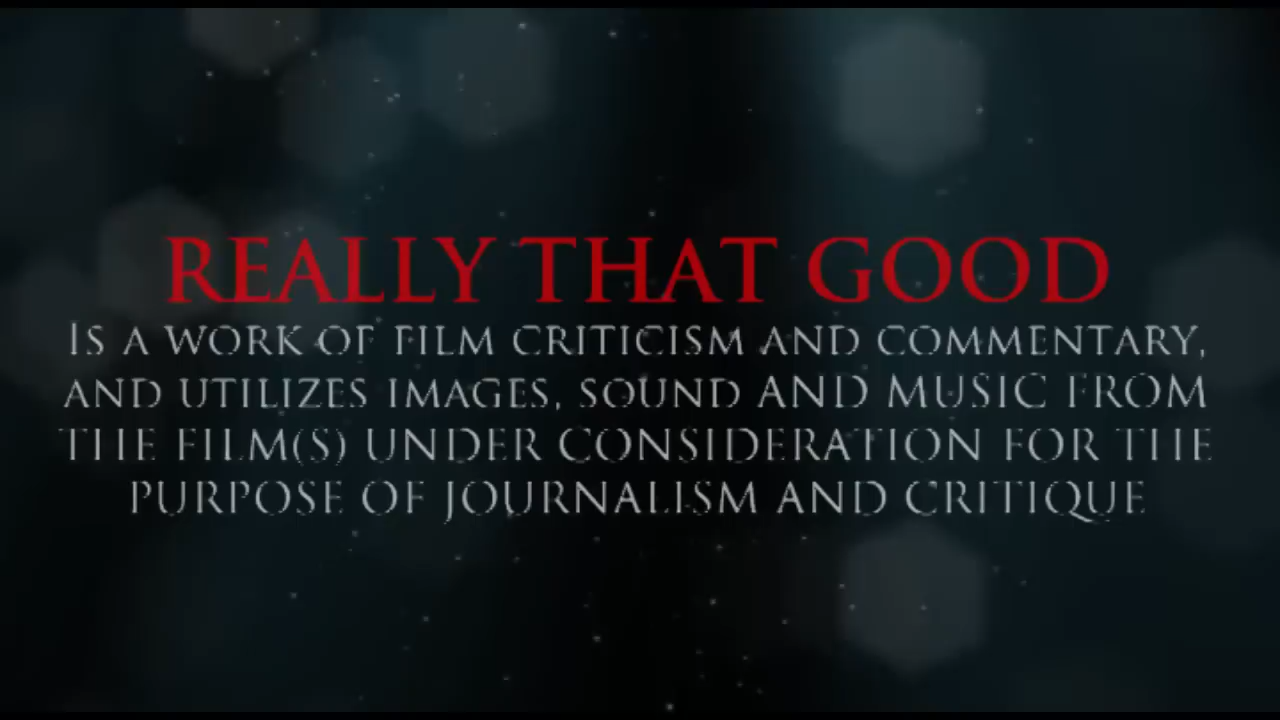 REALLY THAT GOOD
IS A WORK OF FILM CRITICISM AND COMMENTARY,
AND UTILIZES IMAGES, SOUND AND MUSIC FROM
THE FILM(S) UNDER CONSIDERATION FOR THE
PURPOSE OF JOURNALISM AND CRITIQUE